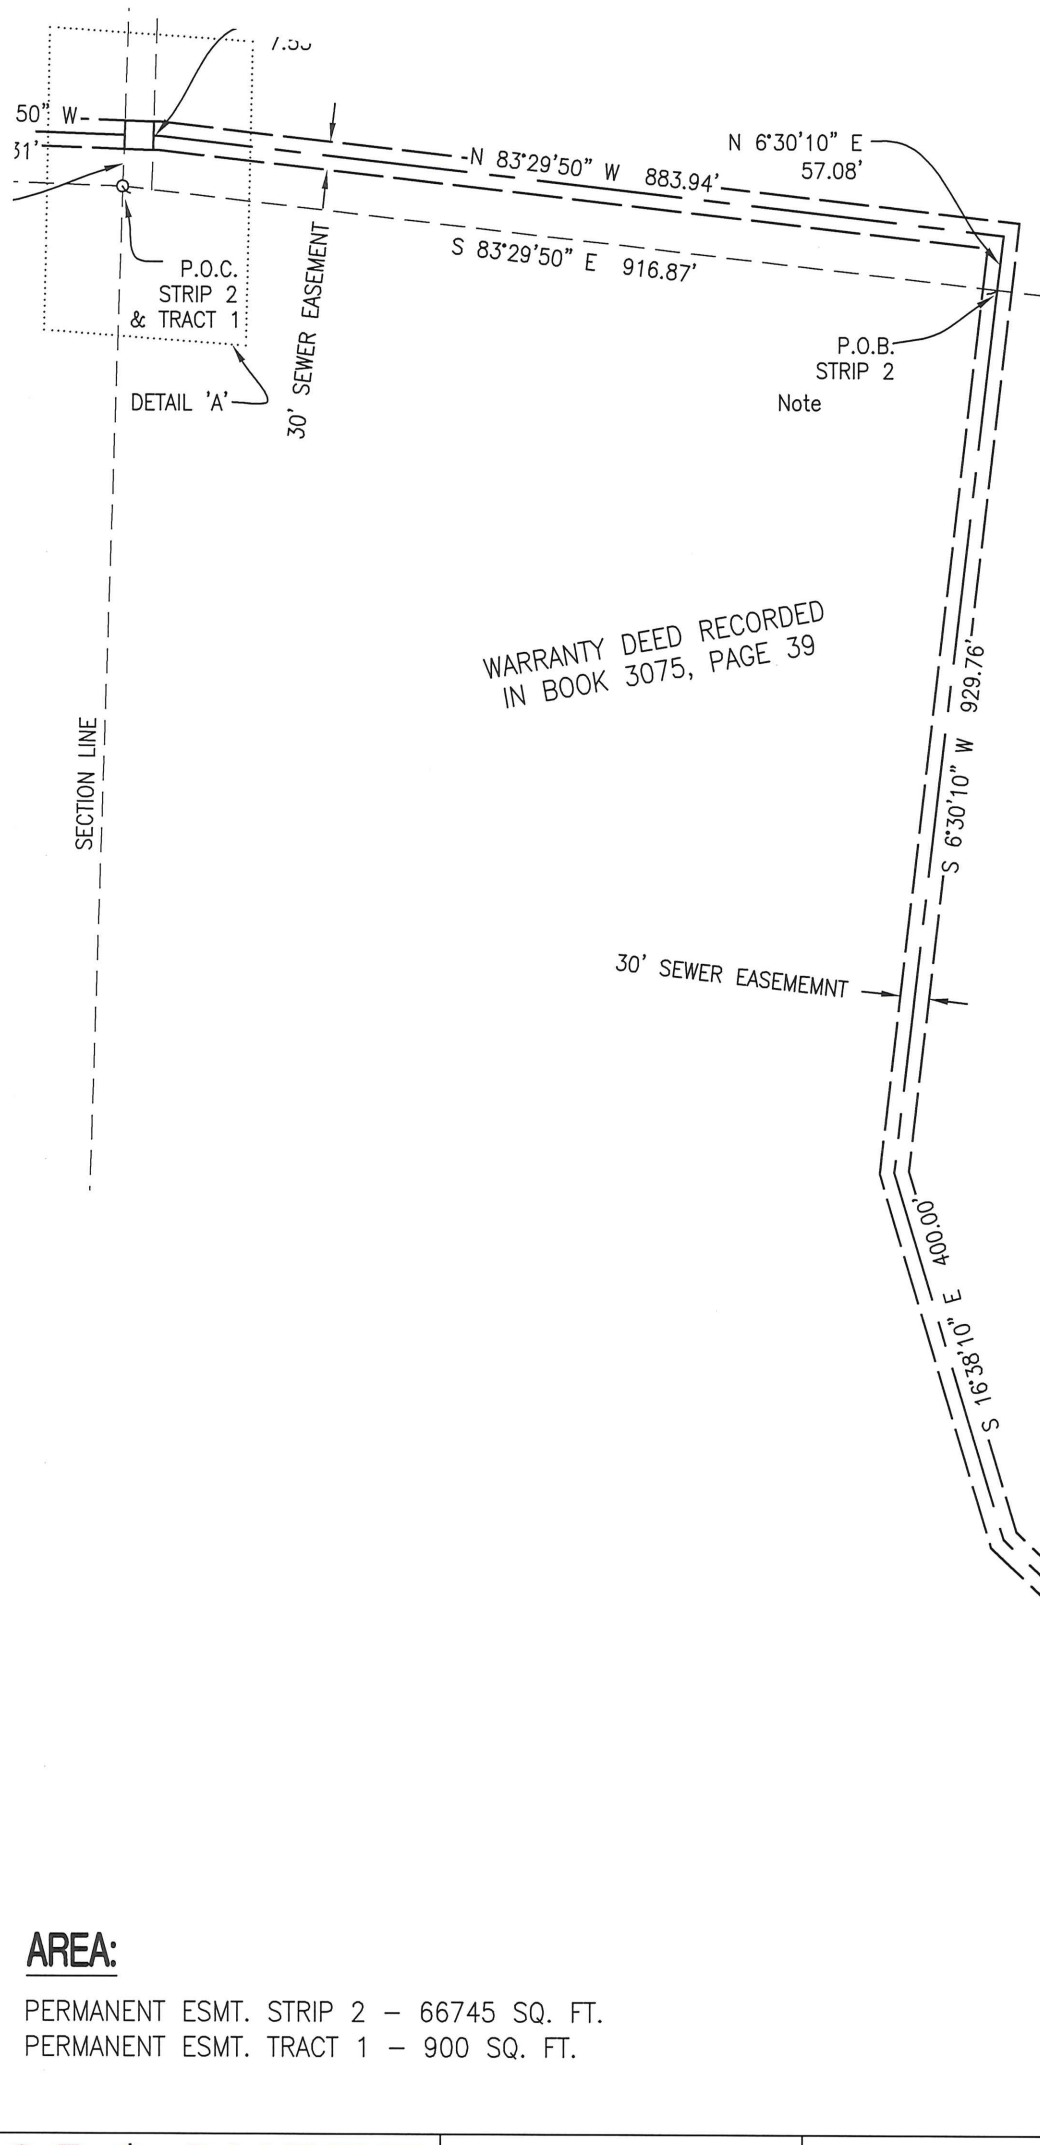 50" W
31'
N 83°29'50" W 883.94'
N 6°30'10" E
57.08'
S 83°29'50" E 916.87'
P.O.C.
STRIP 2
& TRACT 1
30' SEWER EASEMENT
P.O.B.
STRIP 2
DETAIL 'A'
Note
WARRANTY DEED RECORDED
IN BOOK 3075, PAGE 39
SECTION LINE
S 6°30'10" W 929.76'
30' SEWER EASEMEMNT
S 16°38'10" E 400.00'
AREA:
PERMANENT ESMT. STRIP 2 – 66745 SQ. FT.
PERMANENT ESMT. TRACT 1 – 900 SQ. FT.